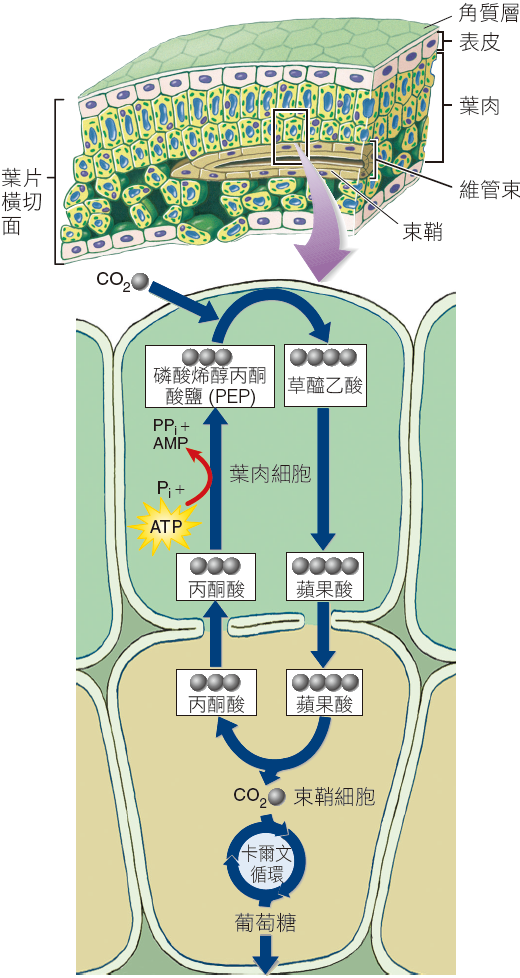 角質層
表皮
葉肉
維管束
束鞘
葉片
橫切
面
CO2
磷酸烯醇丙酮
酸鹽 (PEP)
草醯乙酸
PPi +
AMP
Pi +
ATP
葉肉細胞
丙酮酸
蘋果酸
丙酮酸
蘋果酸
CO2
束鞘細胞
卡爾文
循環
葡萄糖